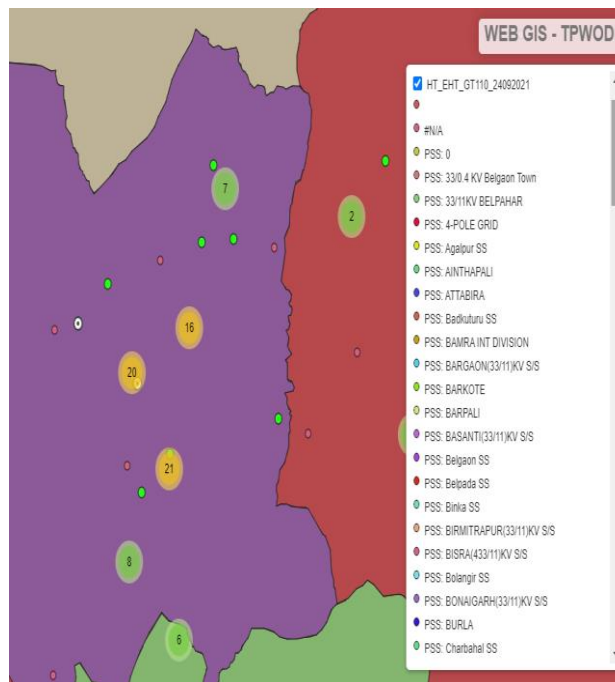 WEB GIS - TPWOD
HT_EHT_GT110_24092021
#N/A
PSS: 0
PSS: 33/0.4 KV Belgaon Town
PSS: 33/11KV BELPAHAR
PSS: 4-POLE GRID
PSS: Agalpur SS
PSS: AINTHAPALI
PSS: ATTABIRA
PSS: Badkuturu SS
PSS: BAMRA INT DIVISION
PSS: BARGAON(33/11)KV S/S
PSS: BARKOTE
PSS: BARPALI
PSS: BASANTI(33/11)KV S/S
PSS: Belgaon SS
PSS: Belpada SS
PSS: Binka SS
PSS: BIRMITRAPUR(33/11)KV S/S
PSS: BISRA(433/11)KV S/S
PSS: Bolangir SS
PSS: BONAIGARH(33/11)KV S/S
PSS: BURLA
PSS: Charbahal SS
7
2
16
20
21
8
6